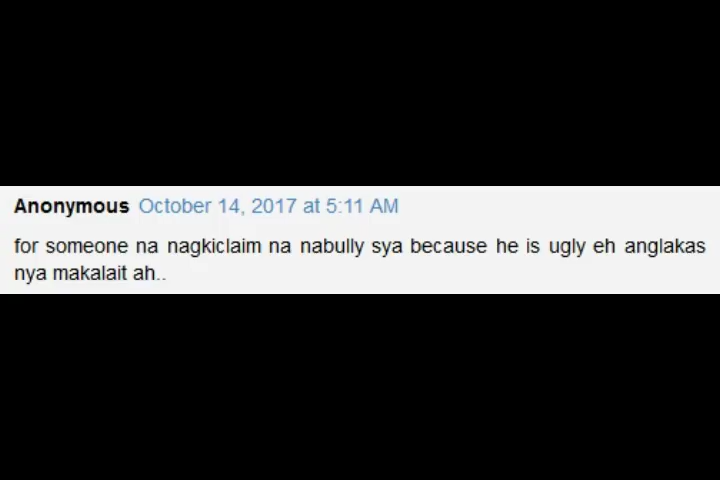 Anonymous October 14, 2017 at 5:11 AM
for someone na nagkiclaim na nabully sya because he is ugly eh anglakas
nya makalait ah..